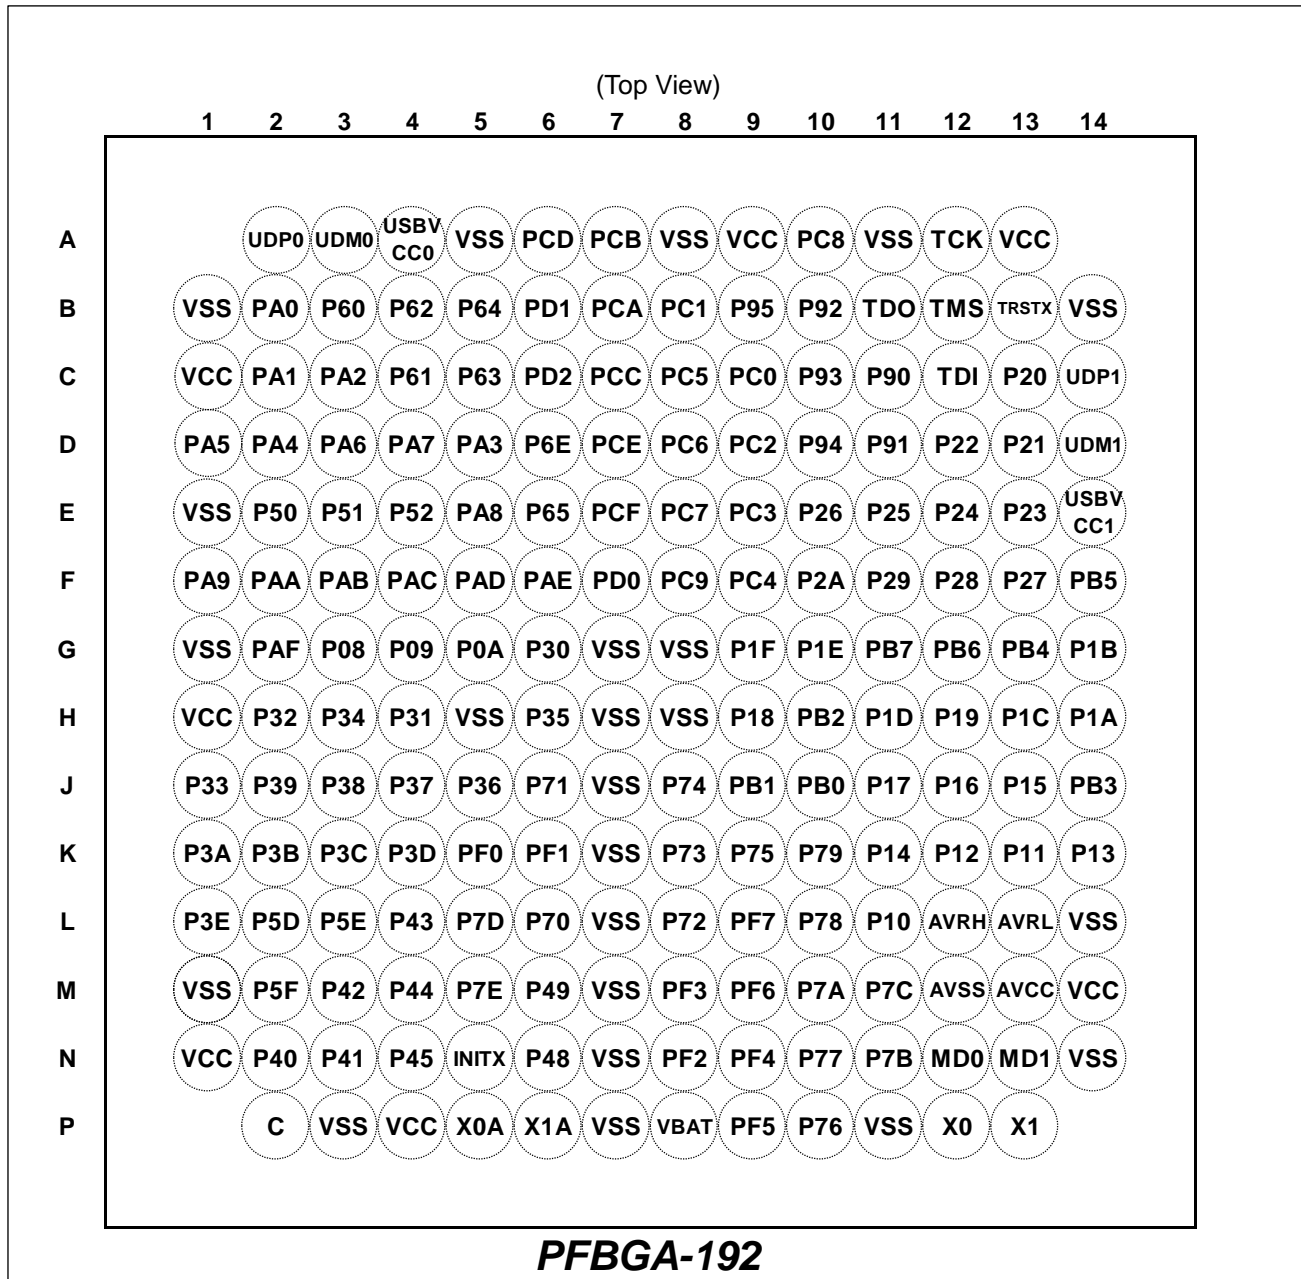 (Top View)
1 2 3 4 5 6 7 8 9 10 11 12 13 14
A UDP0 UDM0 USBVCC0 VSS PCD PCB VSS VCC PC8 VSS TCK VCC
B VSS PA0 P60 P62 P64 PD1 PCA PC1 P95 P92 TDO TMS TRSTX VSS
C VCC PA1 PA2 P61 P63 PD2 PCC PC5 PC0 P93 P90 TDI P20 UDP1
D PA5 PA4 PA6 PA7 PA3 P6E PCE PC6 PC2 P94 P91 P22 P21 UDM1
E VSS P50 P51 P52 PA8 P65 PCF PC7 PC3 P26 P25 P24 P23 USBVCC1
F PA9 PAA PAB PAC PAD PAE PD0 PC9 PC4 P2A P29 P28 P27 PB5
G VSS PAF P08 P09 P0A P30 VSS VSS P1F P1E PB7 PB6 PB4 P1B
H VCC P32 P34 P31 VSS P35 VSS VSS P18 PB2 P1D P19 P1C P1A
J P33 P39 P38 P37 P36 P71 VSS P74 PB1 PB0 P17 P16 P15 PB3
K P3A P3B P3C P3D PF0 PF1 VSS P73 P75 P79 P14 P12 P11 P13
L P3E P5D P5E P43 P7D P70 VSS P72 PF7 P78 P10 AVRH AVRL VSS
M VSS P5F P42 P44 P7E P49 VSS PF3 PF6 P7A P7C AVSS AVCC VCC
N VCC P40 P41 P45 INITX P48 VSS PF2 PF4 P77 P7B MD0 MD1 VSS
P C VSS VCC X0A X1A VSS VBAT PF5 P76 VSS X0 X1
PFBGA-192